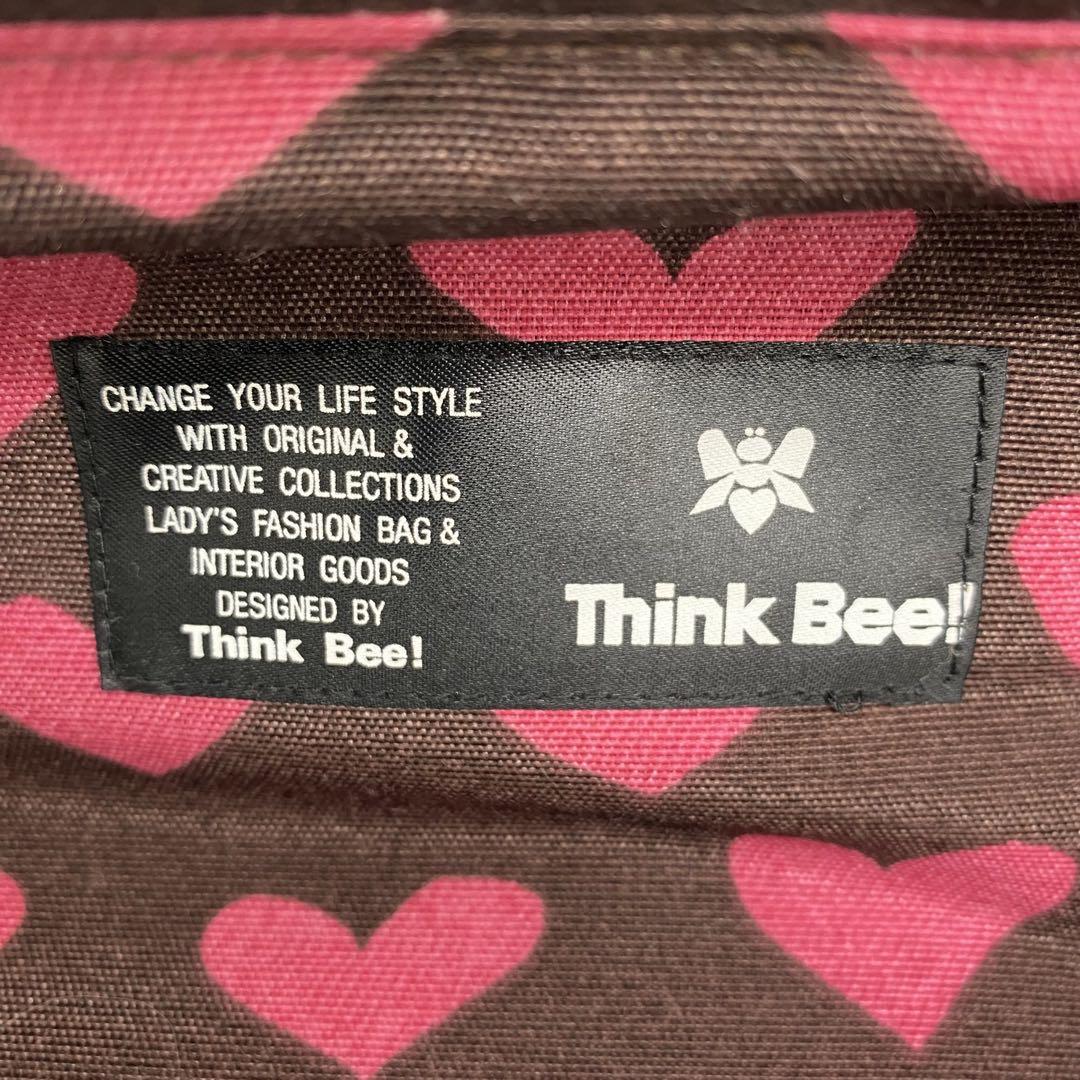 CHANGE YOUR LIFE STYLE
WITH ORIGINAL &
CREATIVE COLLECTIONS
LADY'S FASHION BAG &
INTERIOR GOODS
DESIGNED BY
Think Bee!
Think Bee!